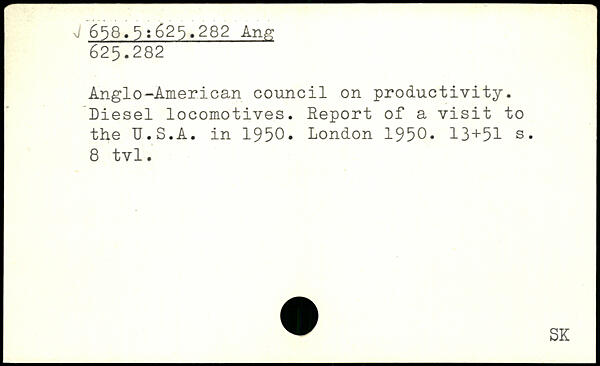 √ 658.5:625.282 Ang
625.282
Anglo-American council on productivity.
Diesel locomotives. Report of a visit to
the U.S.A. in 1950. London 1950. 13+51 s.
8 tvl.
SK